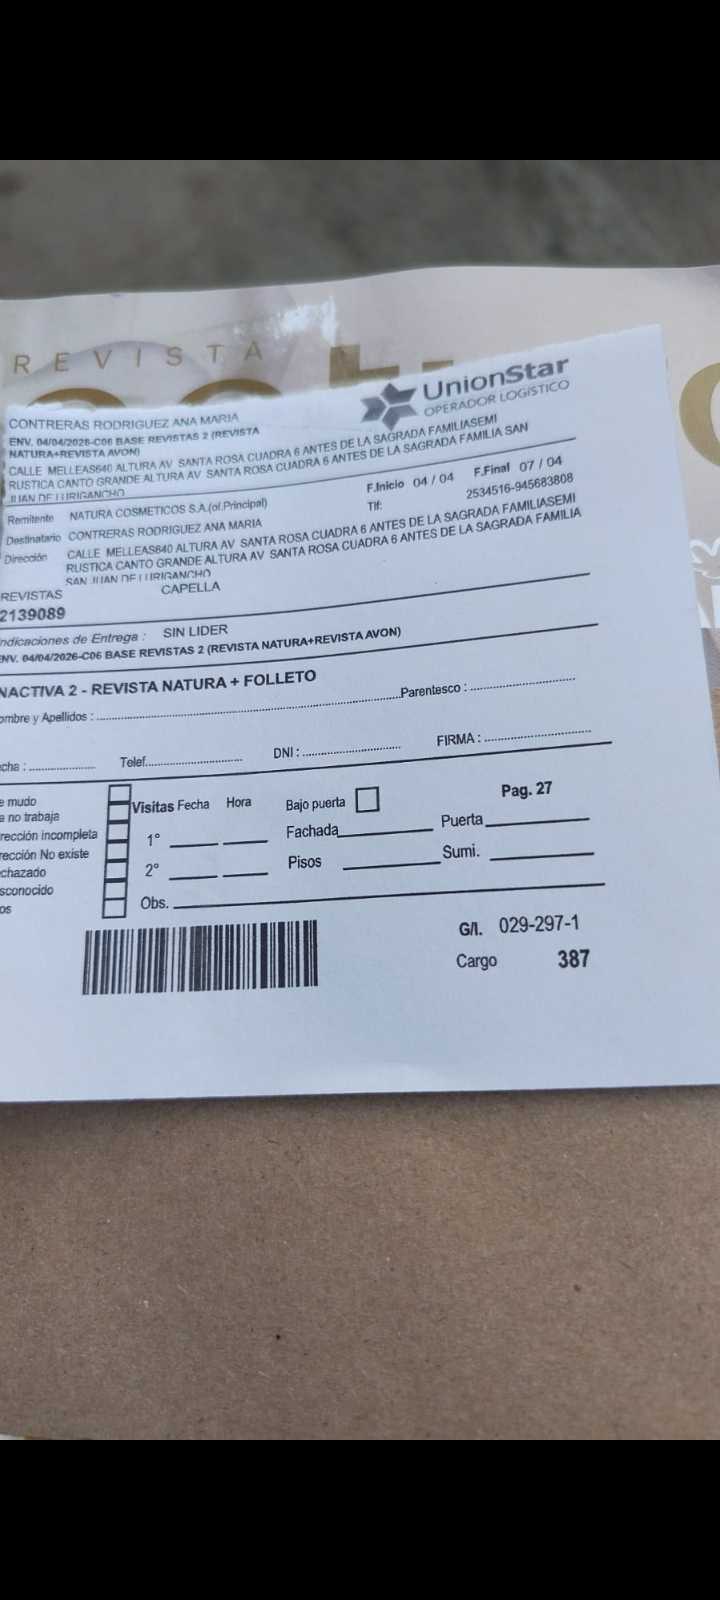 REVISTA
UnionStar
OPERADOR LOGÍSTICO
CONTRERAS RODRIGUEZ ANA MARIA
ENV. 04/04/2026-C06 BASE REVISTAS 2 (REVISTA
NATURA+REVISTA AVON)
CALLE MELLEAS640 ALTURA AV SANTA ROSA CUADRA 6 ANTES DE LA SAGRADA FAMILIASEMI
RUSTICA CANTO GRANDE ALTURA AV SANTA ROSA CUADRA 6 ANTES DE LA SAGRADA FAMILIA SAN
JUAN DE LURIGANCHO
Remitente NATURA COSMETICOS S.A.(of.Principal) F.Inicio 04 / 04 F.Final 07 / 04
Destinatario CONTRERAS RODRIGUEZ ANA MARIA Tlf: 2534516-945683808
Dirección CALLE MELLEAS640 ALTURA AV SANTA ROSA CUADRA 6 ANTES DE LA SAGRADA FAMILIASEMI
RUSTICA CANTO GRANDE ALTURA AV SANTA ROSA CUADRA 6 ANTES DE LA SAGRADA FAMILIA
SAN JUAN DE LURIGANCHO
REVISTAS CAPELLA
2139089
ndicaciones de Entrega : SIN LIDER
ENV. 04/04/2026-C06 BASE REVISTAS 2 (REVISTA NATURA+REVISTA AVON)
NACTIVA 2 - REVISTA NATURA + FOLLETO
ombre y Apellidos : Parentesco :
cha : Telef. DNI : FIRMA :
e mudo
a no trabaja
rección incompleta
rección No existe
chazado
sconocido
os
Visitas Fecha Hora Bajo puerta Pag. 27
1° Fachada Puerta
2° Pisos Sumi.
Obs.
G/I. 029-297-1
Cargo 387